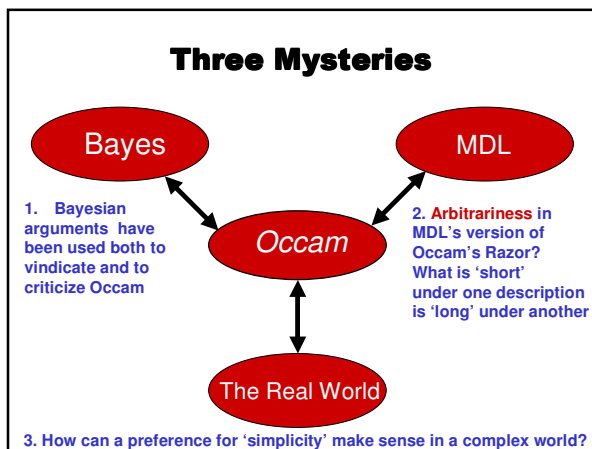 Three Mysteries
Bayes
MDL
1. Bayesian
arguments have
been used both to
vindicate and to
criticize Occam
Occam
2. Arbitrariness in
MDL's version of
Occam's Razor?
What is 'short'
under one description
is 'long' under another
The Real World
3. How can a preference for 'simplicity' make sense in a complex world?